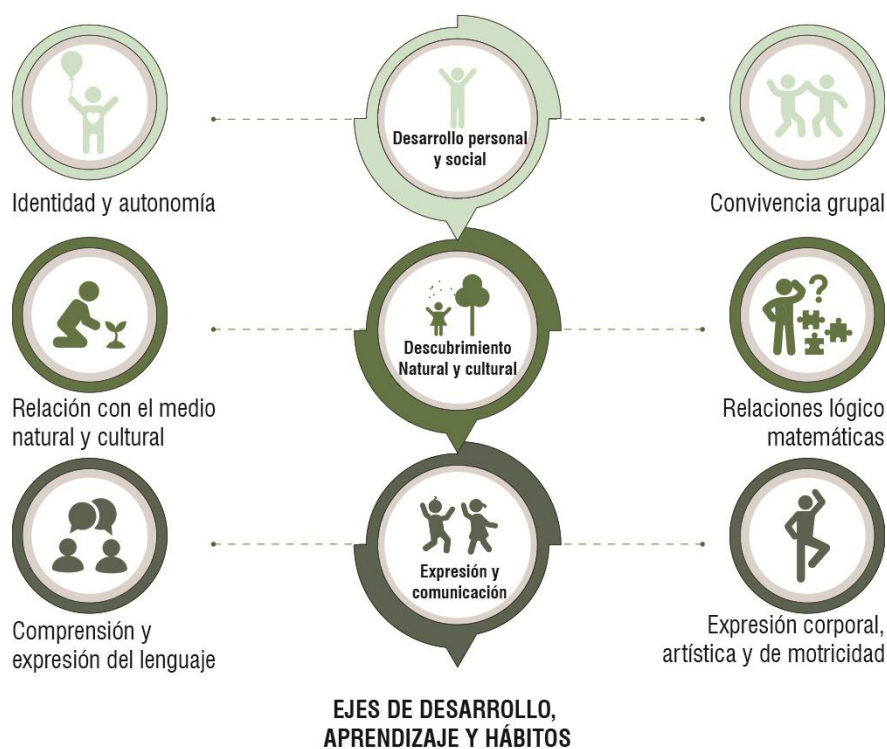 Desarrollo personal
y social
Identidad y autonomía
Convivencia grupal
Descubrimiento
Natural y cultural
Relación con el medio
natural y cultural
Relaciones lógico
matemáticas
?
Expresión y
comunicación
Comprensión y
expresión del lenguaje
Expresión corporal,
artística y de motricidad
EJES DE DESARROLLO,
APRENDIZAJE Y HÁBITOS